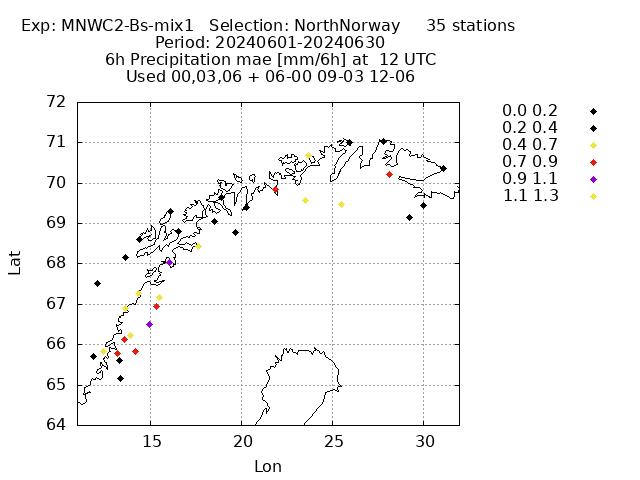 Exp: MNWC2-Bs-mix1 Selection: NorthNorway 35 stations
Period: 20240601-20240630
6h Precipitation mae [mm/6h] at 12 UTC
Used 00,03,06 + 06-00 09-03 12-06
72
71
70
69
68
67
66
65
64
Lat
15 20 25 30
Lon
0.0 0.2
0.2 0.4
0.4 0.7
0.7 0.9
0.9 1.1
1.1 1.3